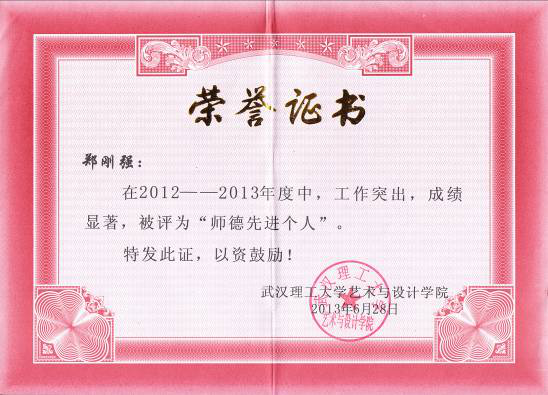 荣誉证书
郑刚强：
在2012——2013年度中，工作突出，成绩
显著，被评为“师德先进个人”。
特发此证，以资鼓励！
武汉理工大学艺术与设计学院
2013年6月28日
武汉理工大学
艺术与设计学院